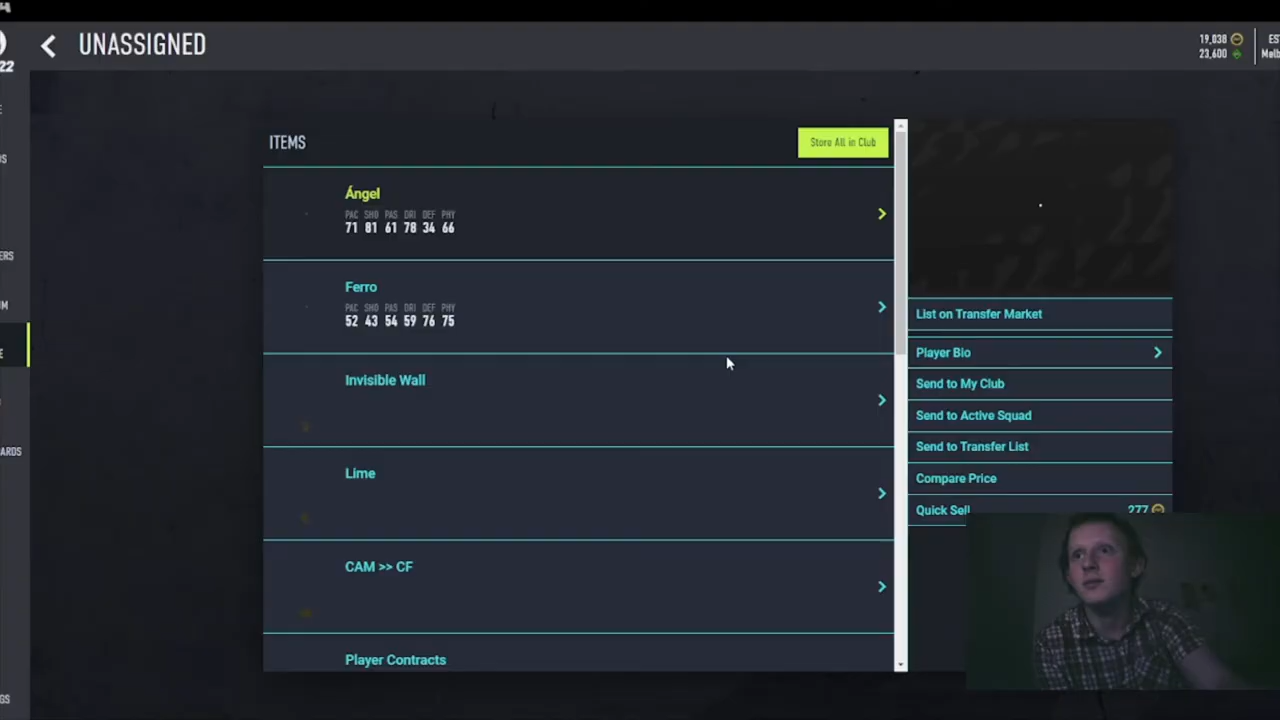 UNASSIGNED
19,038
23,600
22
ITEMS
Store All in Club
Ángel
PAC SHO PAS DRI DEF PHY
71 81 61 78 34 66
Ferro
PAC SHO PAS DRI DEF PHY
52 43 54 59 76 75
Invisible Wall
Lime
CAM >> CF
Player Contracts
List on Transfer Market
Player Bio
Send to My Club
Send to Active Squad
Send to Transfer List
Compare Price
Quick Sell 277